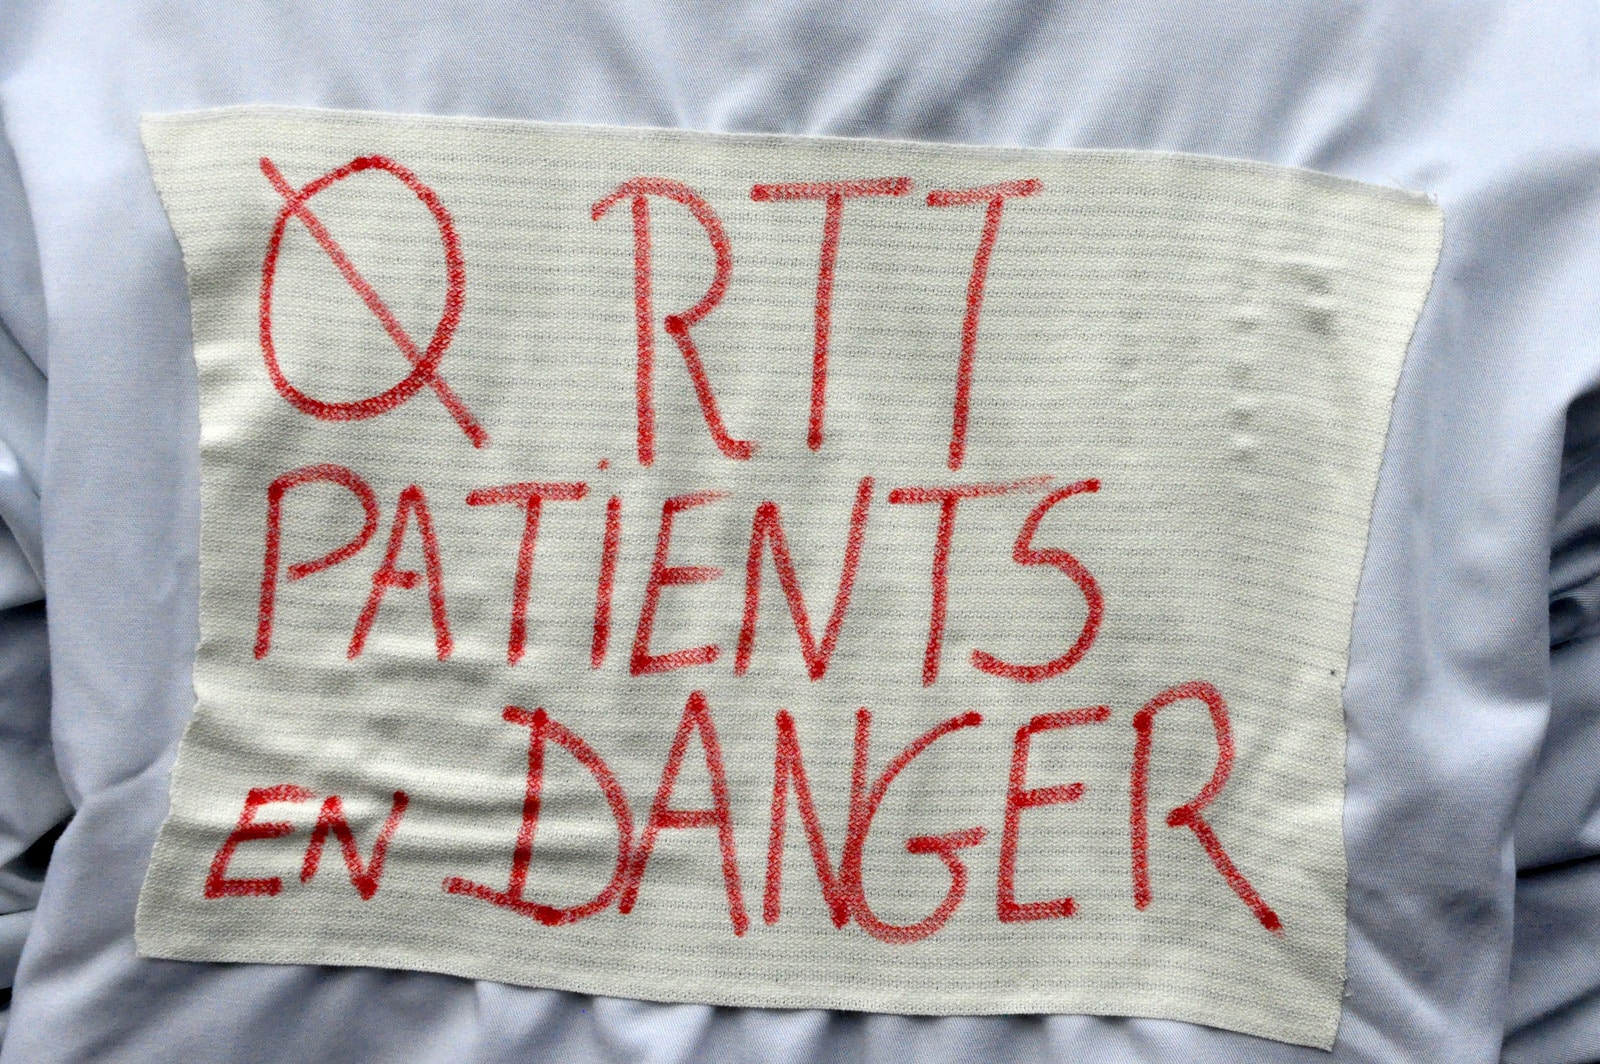 Ø RTT
PATiENTS
EN DANGER